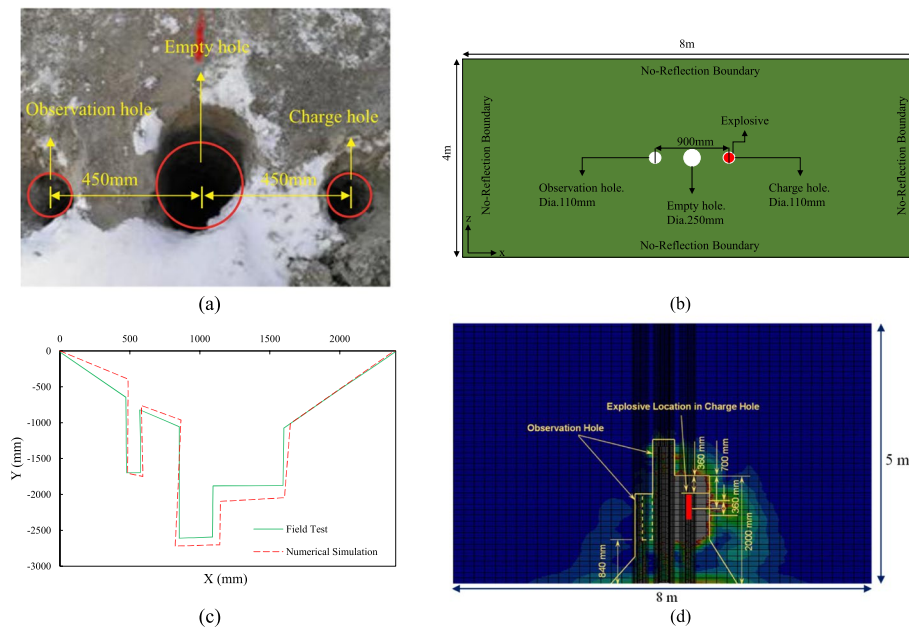 Empty hole
Observation hole
Charge hole
450mm
450mm
(a)
8m
No-Reflection Boundary
4m
No-Reflection Boundary
No-Reflection Boundary
Explosive
900mm
Observation hole.
Dia.110mm
Empty hole.
Dia.250mm
Charge hole.
Dia.110mm
z
x
No-Reflection Boundary
(b)
0
500
1000
1500
2000
0
-500
-1000
-1500
-2000
-2500
-3000
Y (mm)
Field Test
Numerical Simulation
X (mm)
(c)
Explosive Location in Charge Hole
Observation Hole
360 mm
700 mm
360 mm
2000 mm
840 mm
5 m
8 m
(d)